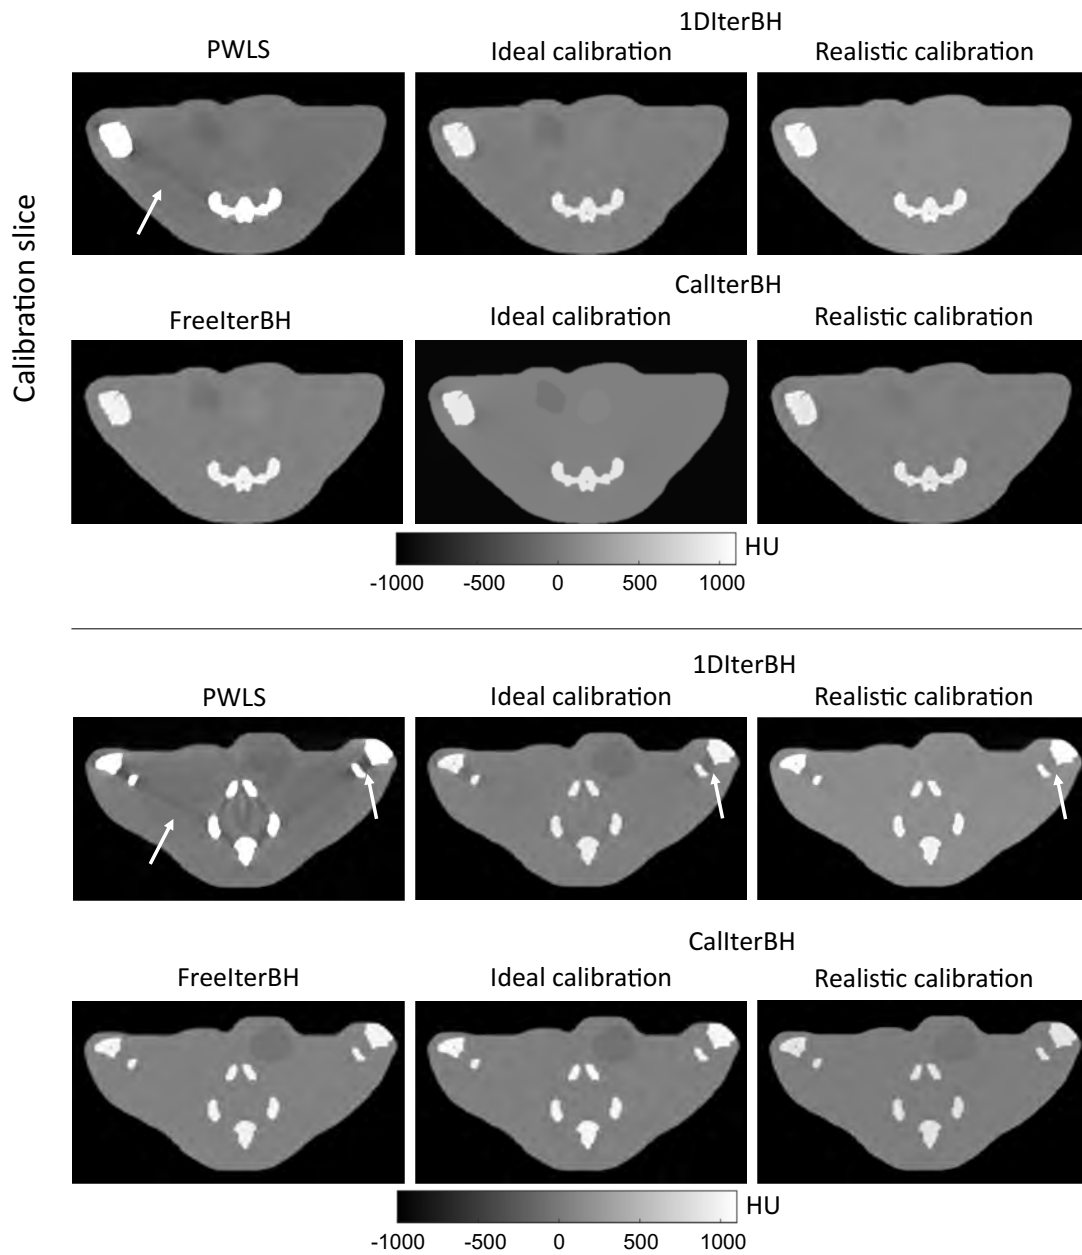 1DIterBH
PWLS
Ideal calibration
Realistic calibration
Calibration slice
CalIterBH
FreeIterBH
Ideal calibration
Realistic calibration
HU
-1000
-500
0
500
1000
1DIterBH
PWLS
Ideal calibration
Realistic calibration
CalIterBH
FreeIterBH
Ideal calibration
Realistic calibration
HU
-1000
-500
0
500
1000